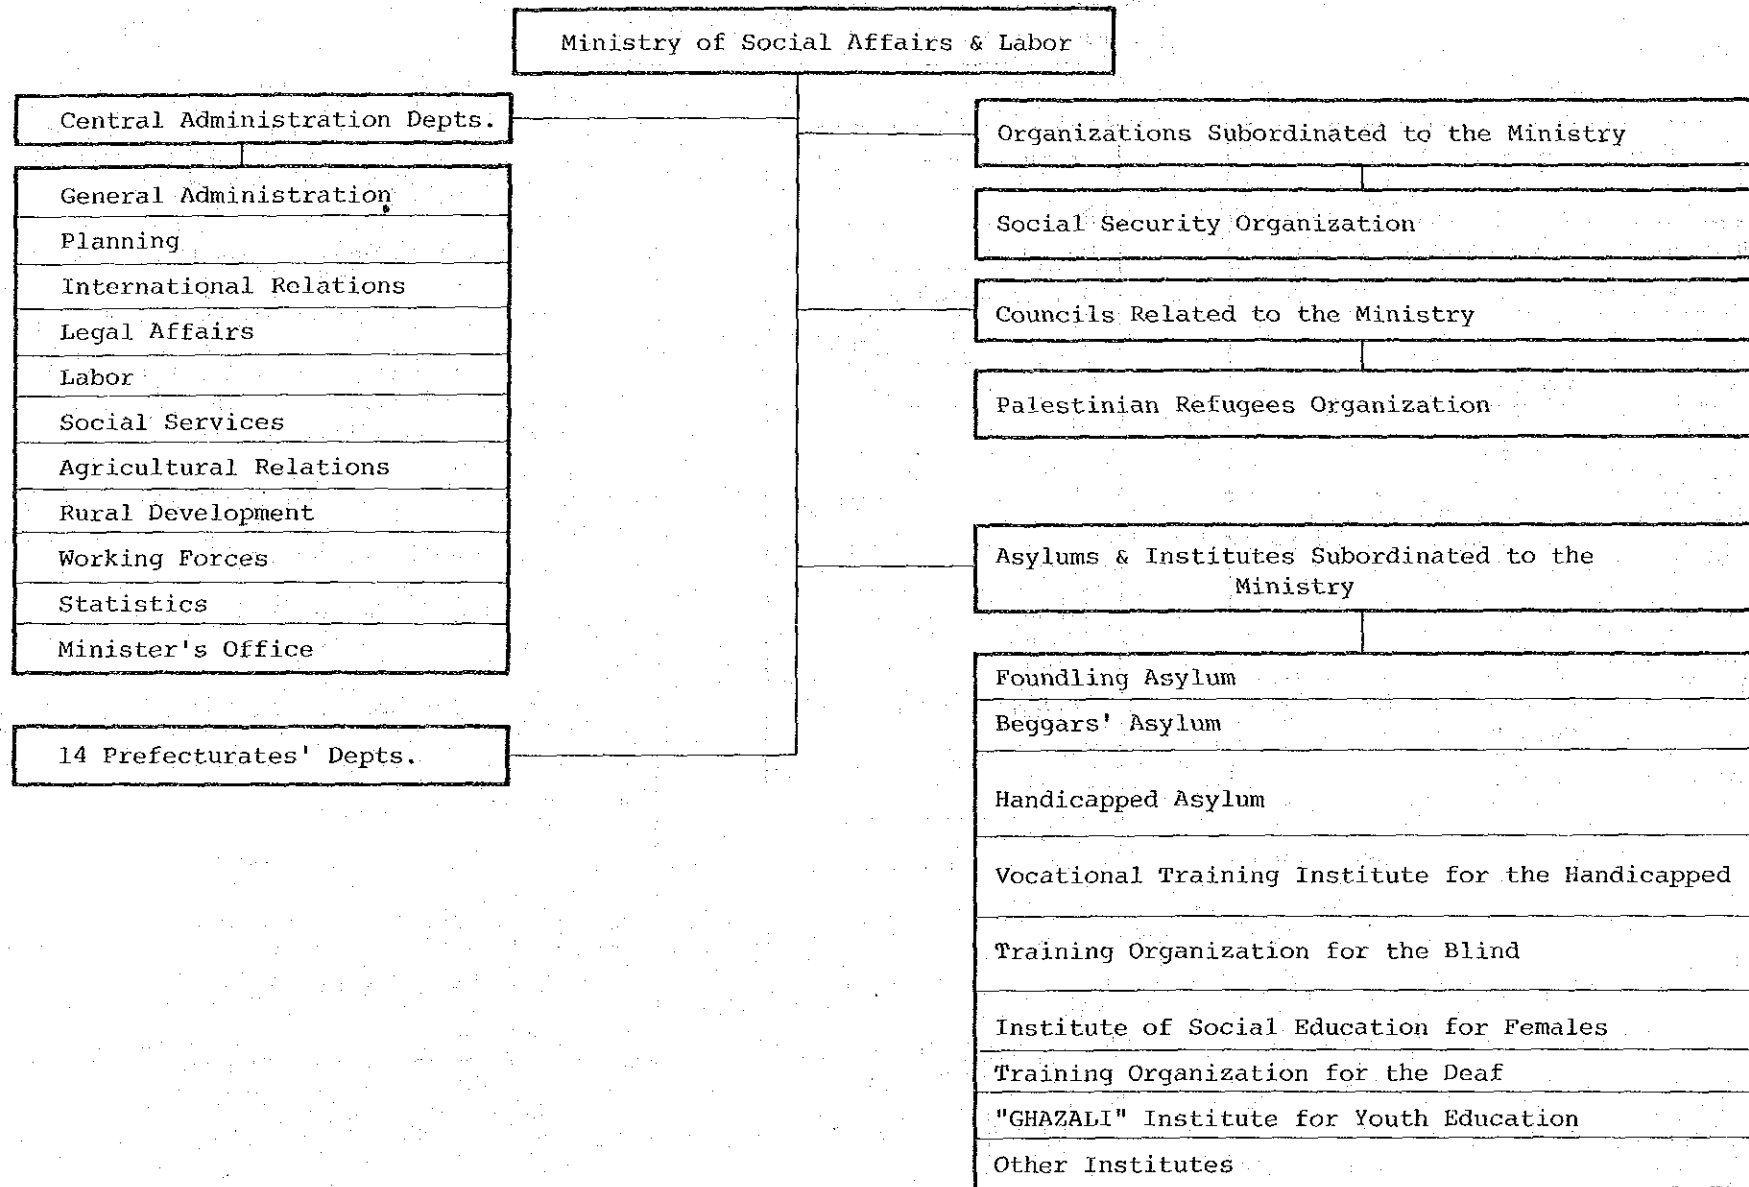 Ministry of Social Affairs & Labor
Central Administration Depts.
General Administration
Planning
International Relations
Legal Affairs
Labor
Social Services
Agricultural Relations
Rural Development
Working Forces
Statistics
Minister's Office
14 Prefecturates' Depts.
Organizations Subordinated to the Ministry
Social Security Organization
Councils Related to the Ministry
Palestinian Refugees Organization
Asylums & Institutes Subordinated to the
Ministry
Foundling Asylum
Beggars' Asylum
Handicapped Asylum
Vocational Training Institute for the Handicapped
Training Organization for the Blind
Institute of Social Education for Females
Training Organization for the Deaf
"GHAZALI" Institute for Youth Education
Other Institutes